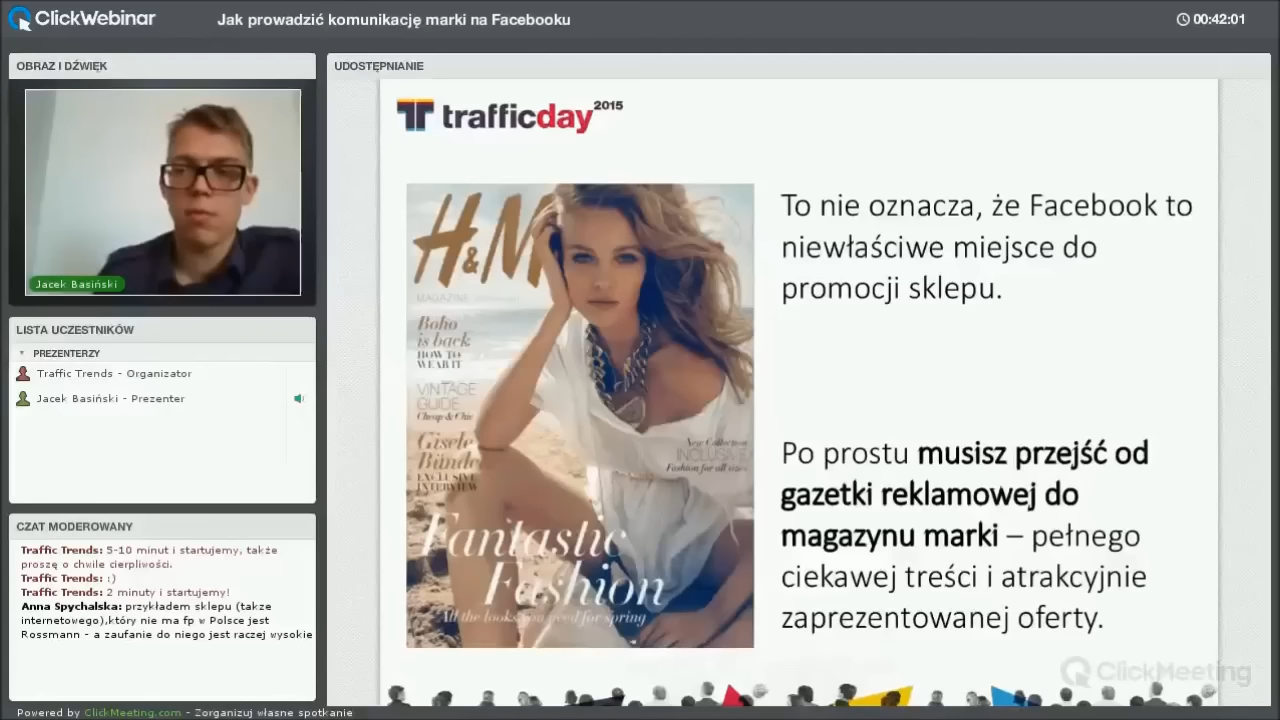 ClickWebinar
Jak prowadzić komunikację marki na Facebooku
00:42:01
OBRAZ I DŹWIĘK
Jacek Basiński
LISTA UCZESTNIKÓW
PREZENTERZY
Traffic Trends - Organizator
Jacek Basiński - Prezenter
CZAT MODEROWANY
Traffic Trends: 5-10 minut i startujemy, także
proszę o chwile cierpliwości.
Traffic Trends: :)
Traffic Trends: 2 minuty i startujemy!
Anna Spychalska: przykładem sklepu (takze
internetowego),który nie ma fp w Polsce jest
Rossmann - a zaufanie do niego jest raczej wysokie
Powered by ClickMeeting.com - Zorganizuj własne spotkanie
UDOSTĘPNIANIE
trafficday 2015
H&M
MAGAZINE
Boho
is back
HOW TO
WEAR IT
VINTAGE
GUIDE
Cheap & Chic
Gisele
Bündc
EXCLUSIVE
INTERVIEW
New Collection
INCLUSIVE
Fashion for all sizes
Fantastic
Fashion
All the looks you need for spring
To nie oznacza, że Facebook to
niewłaściwe miejsce do
promocji sklepu.
Po prostu musisz przejść od
gazetki reklamowej do
magazynu marki – pełnego
ciekawej treści i atrakcyjnie
zaprezentowanej oferty.
ClickMeeting